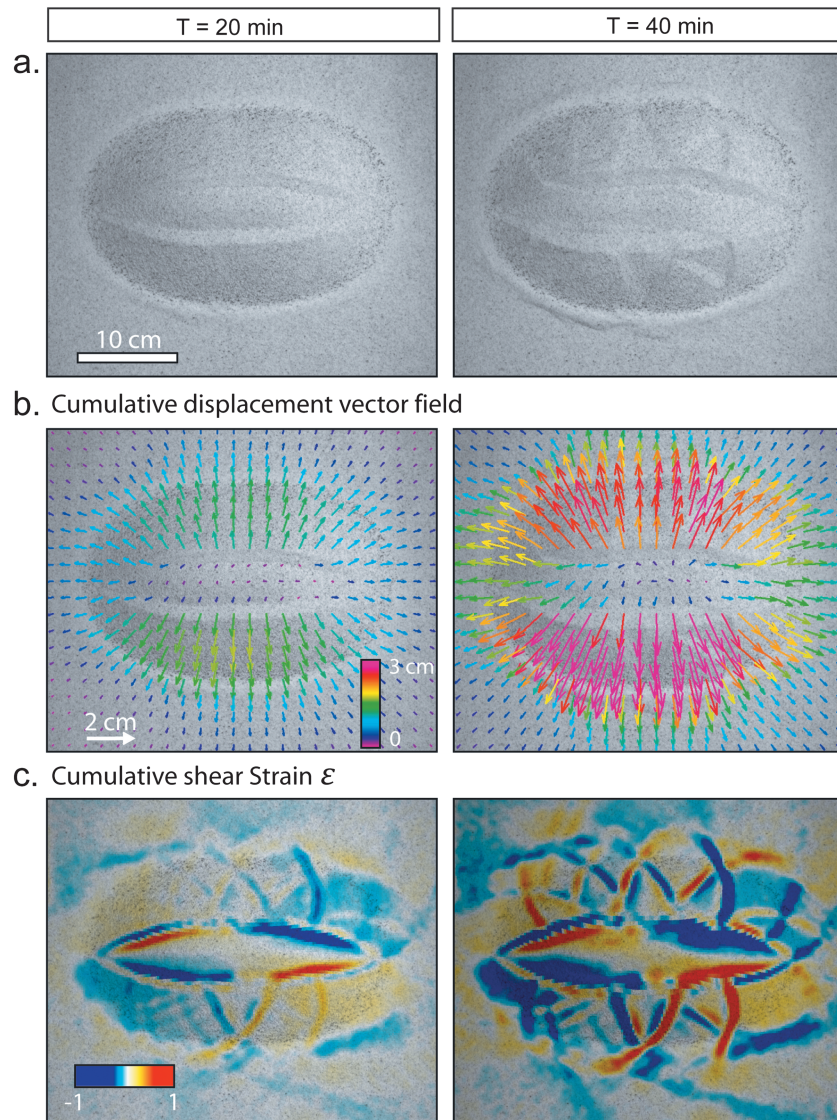 T = 20 min
T = 40 min
a.
10 cm
b. Cumulative displacement vector field
3 cm
0
2 cm
c. Cumulative shear Strain ε
-1 1